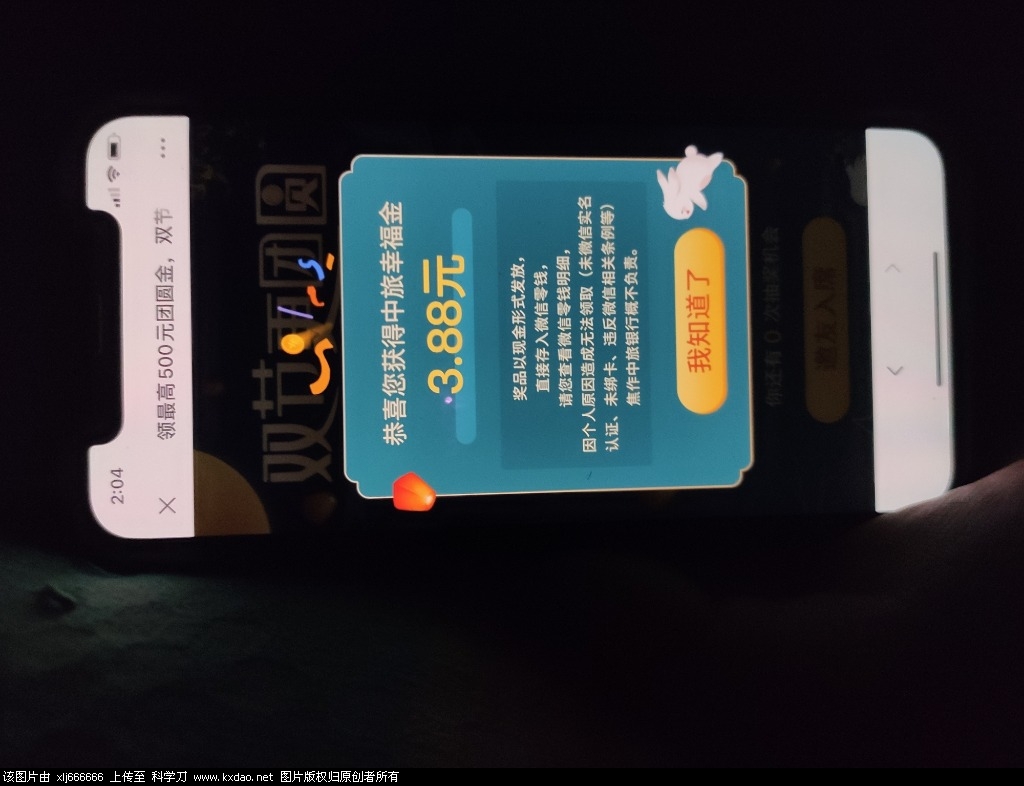 2:04
领最高500元团圆金，双节
双节更团圆
恭喜您获得中旅幸福金
3.88元
奖品以现金形式发放，
直接存入微信零钱，
请您查看微信零钱明细，
因个人原因造成无法领取（未微信实名
认证、未绑卡、违反微信相关条例等）
焦作中旅银行概不负责。
我知道了
你还有 0 次抽奖机会
邀友入席
该图片由 xlj666666 上传至 科学刀 www.kxdao.net 图片版权归原创者所有